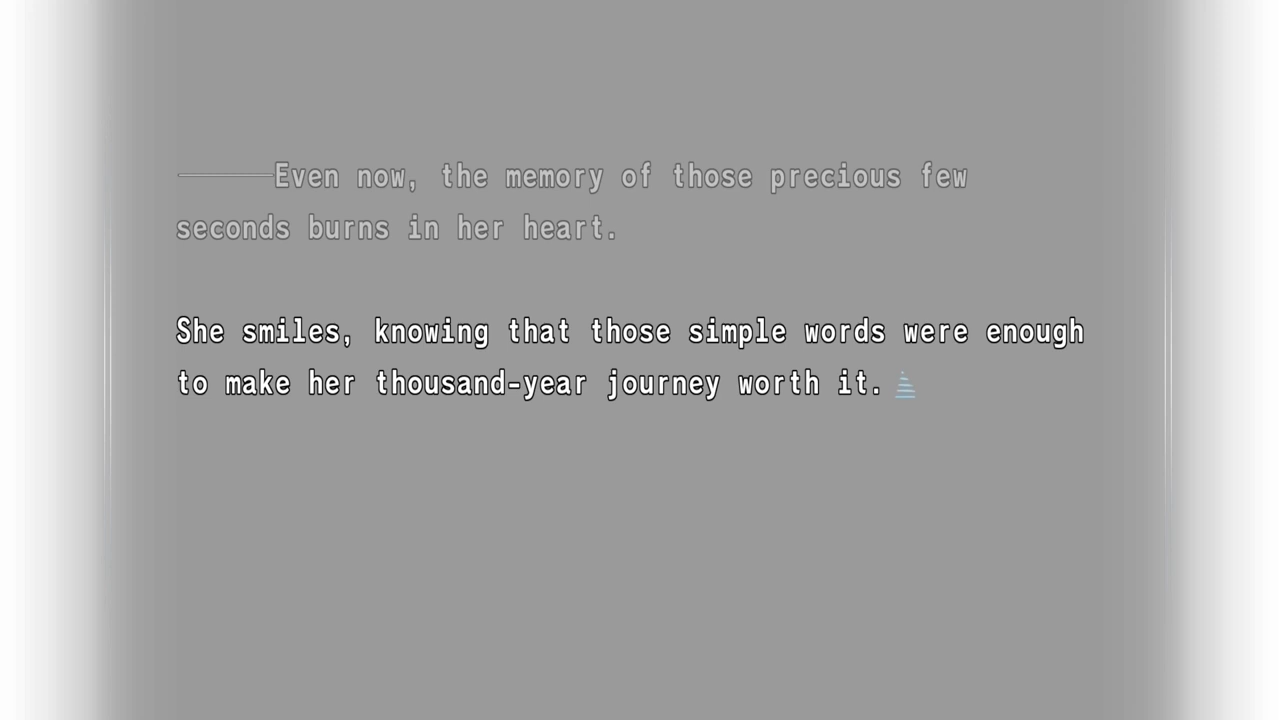 ―――Even now, the memory of those precious few
seconds burns in her heart.
She smiles, knowing that those simple words were enough
to make her thousand-year journey worth it.